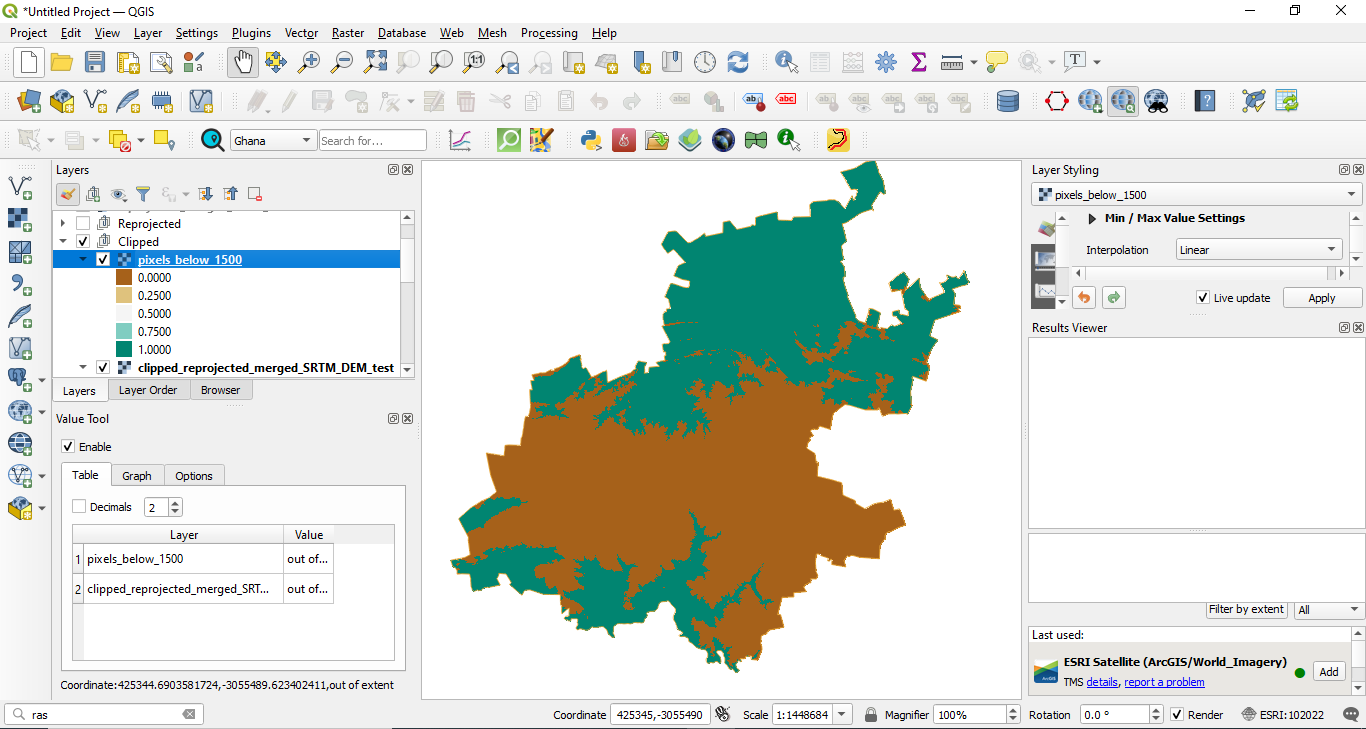 *Untitled Project — QGIS
Project Edit View Layer Settings Plugins Vector Raster Database Web Mesh Processing Help
Ghana
Search for...
Layers
Reprojected
Clipped
pixels_below_1500
0.0000
0.2500
0.5000
0.7500
1.0000
clipped_reprojected_merged_SRTM_DEM_test
Layers Layer Order Browser
Value Tool
Enable
Table Graph Options
Decimals 2
Layer Value
1 pixels_below_1500 out of...
2 clipped_reprojected_merged_SRT... out of...
Coordinate:425344.6903581724,-3055489.623402411,out of extent
Layer Styling
pixels_below_1500
Min / Max Value Settings
Interpolation Linear
Live update Apply
Results Viewer
Filter by extent All
Last used:
ESRI Satellite (ArcGIS/World_Imagery)
TMS details, report a problem
Add
ras
Coordinate 425345,-3055490 Scale 1:1448684 Magnifier 100% Rotation 0.0 ° Render ESRI:102022